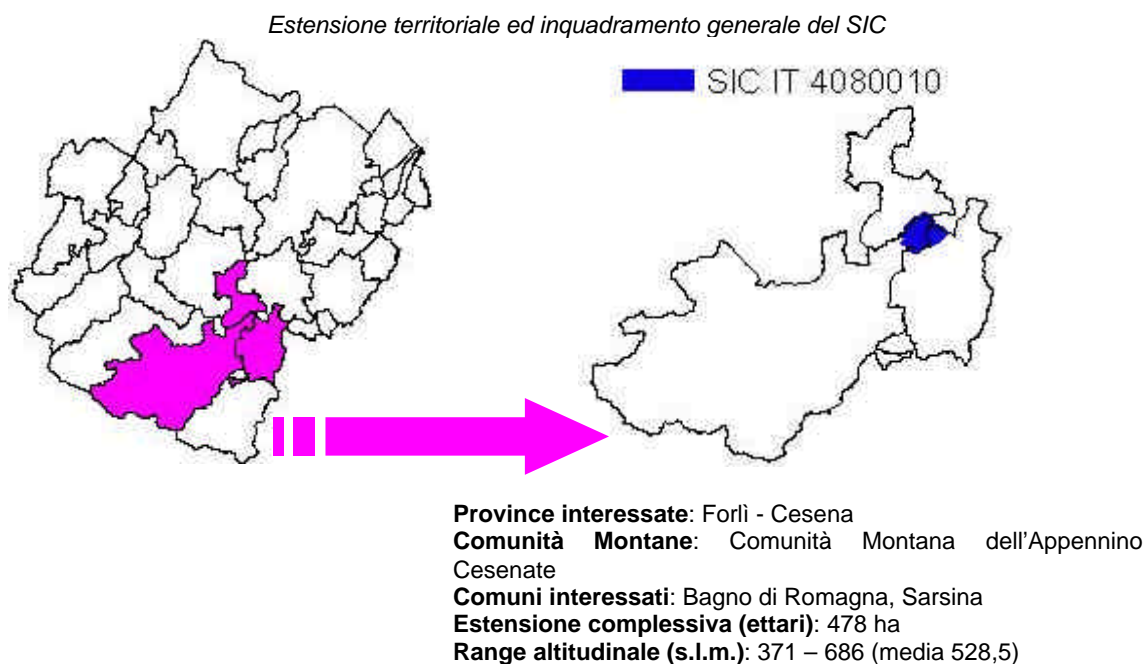 Estensione territoriale ed inquadramento generale del SIC
SIC IT 4080010
Province interessate: Forlì - Cesena
Comunità Montane: Comunità Montana dell'Appennino
Cesenate
Comuni interessati: Bagno di Romagna, Sarsina
Estensione complessiva (ettari): 478 ha
Range altitudinale (s.l.m.): 371 – 686 (media 528,5)